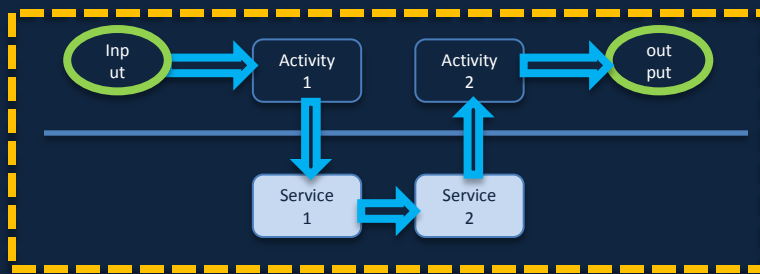 Inp
ut
Activity
1
Activity
2
out
put
Service
1
Service
2